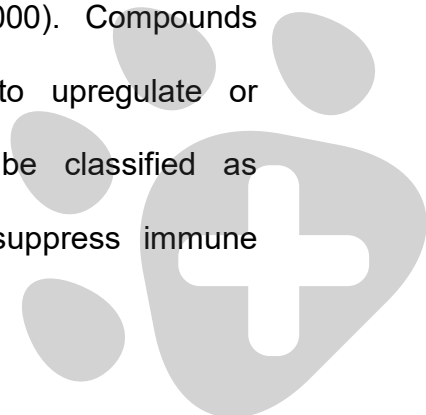 000). Compounds
to upregulate or
be classified as
suppress immune